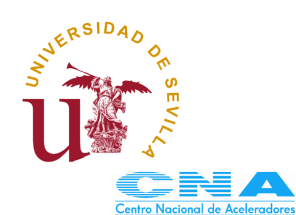 UNIVERSIDAD DE SEVILLA
u
CNA
Centro Nacional de Aceleradores